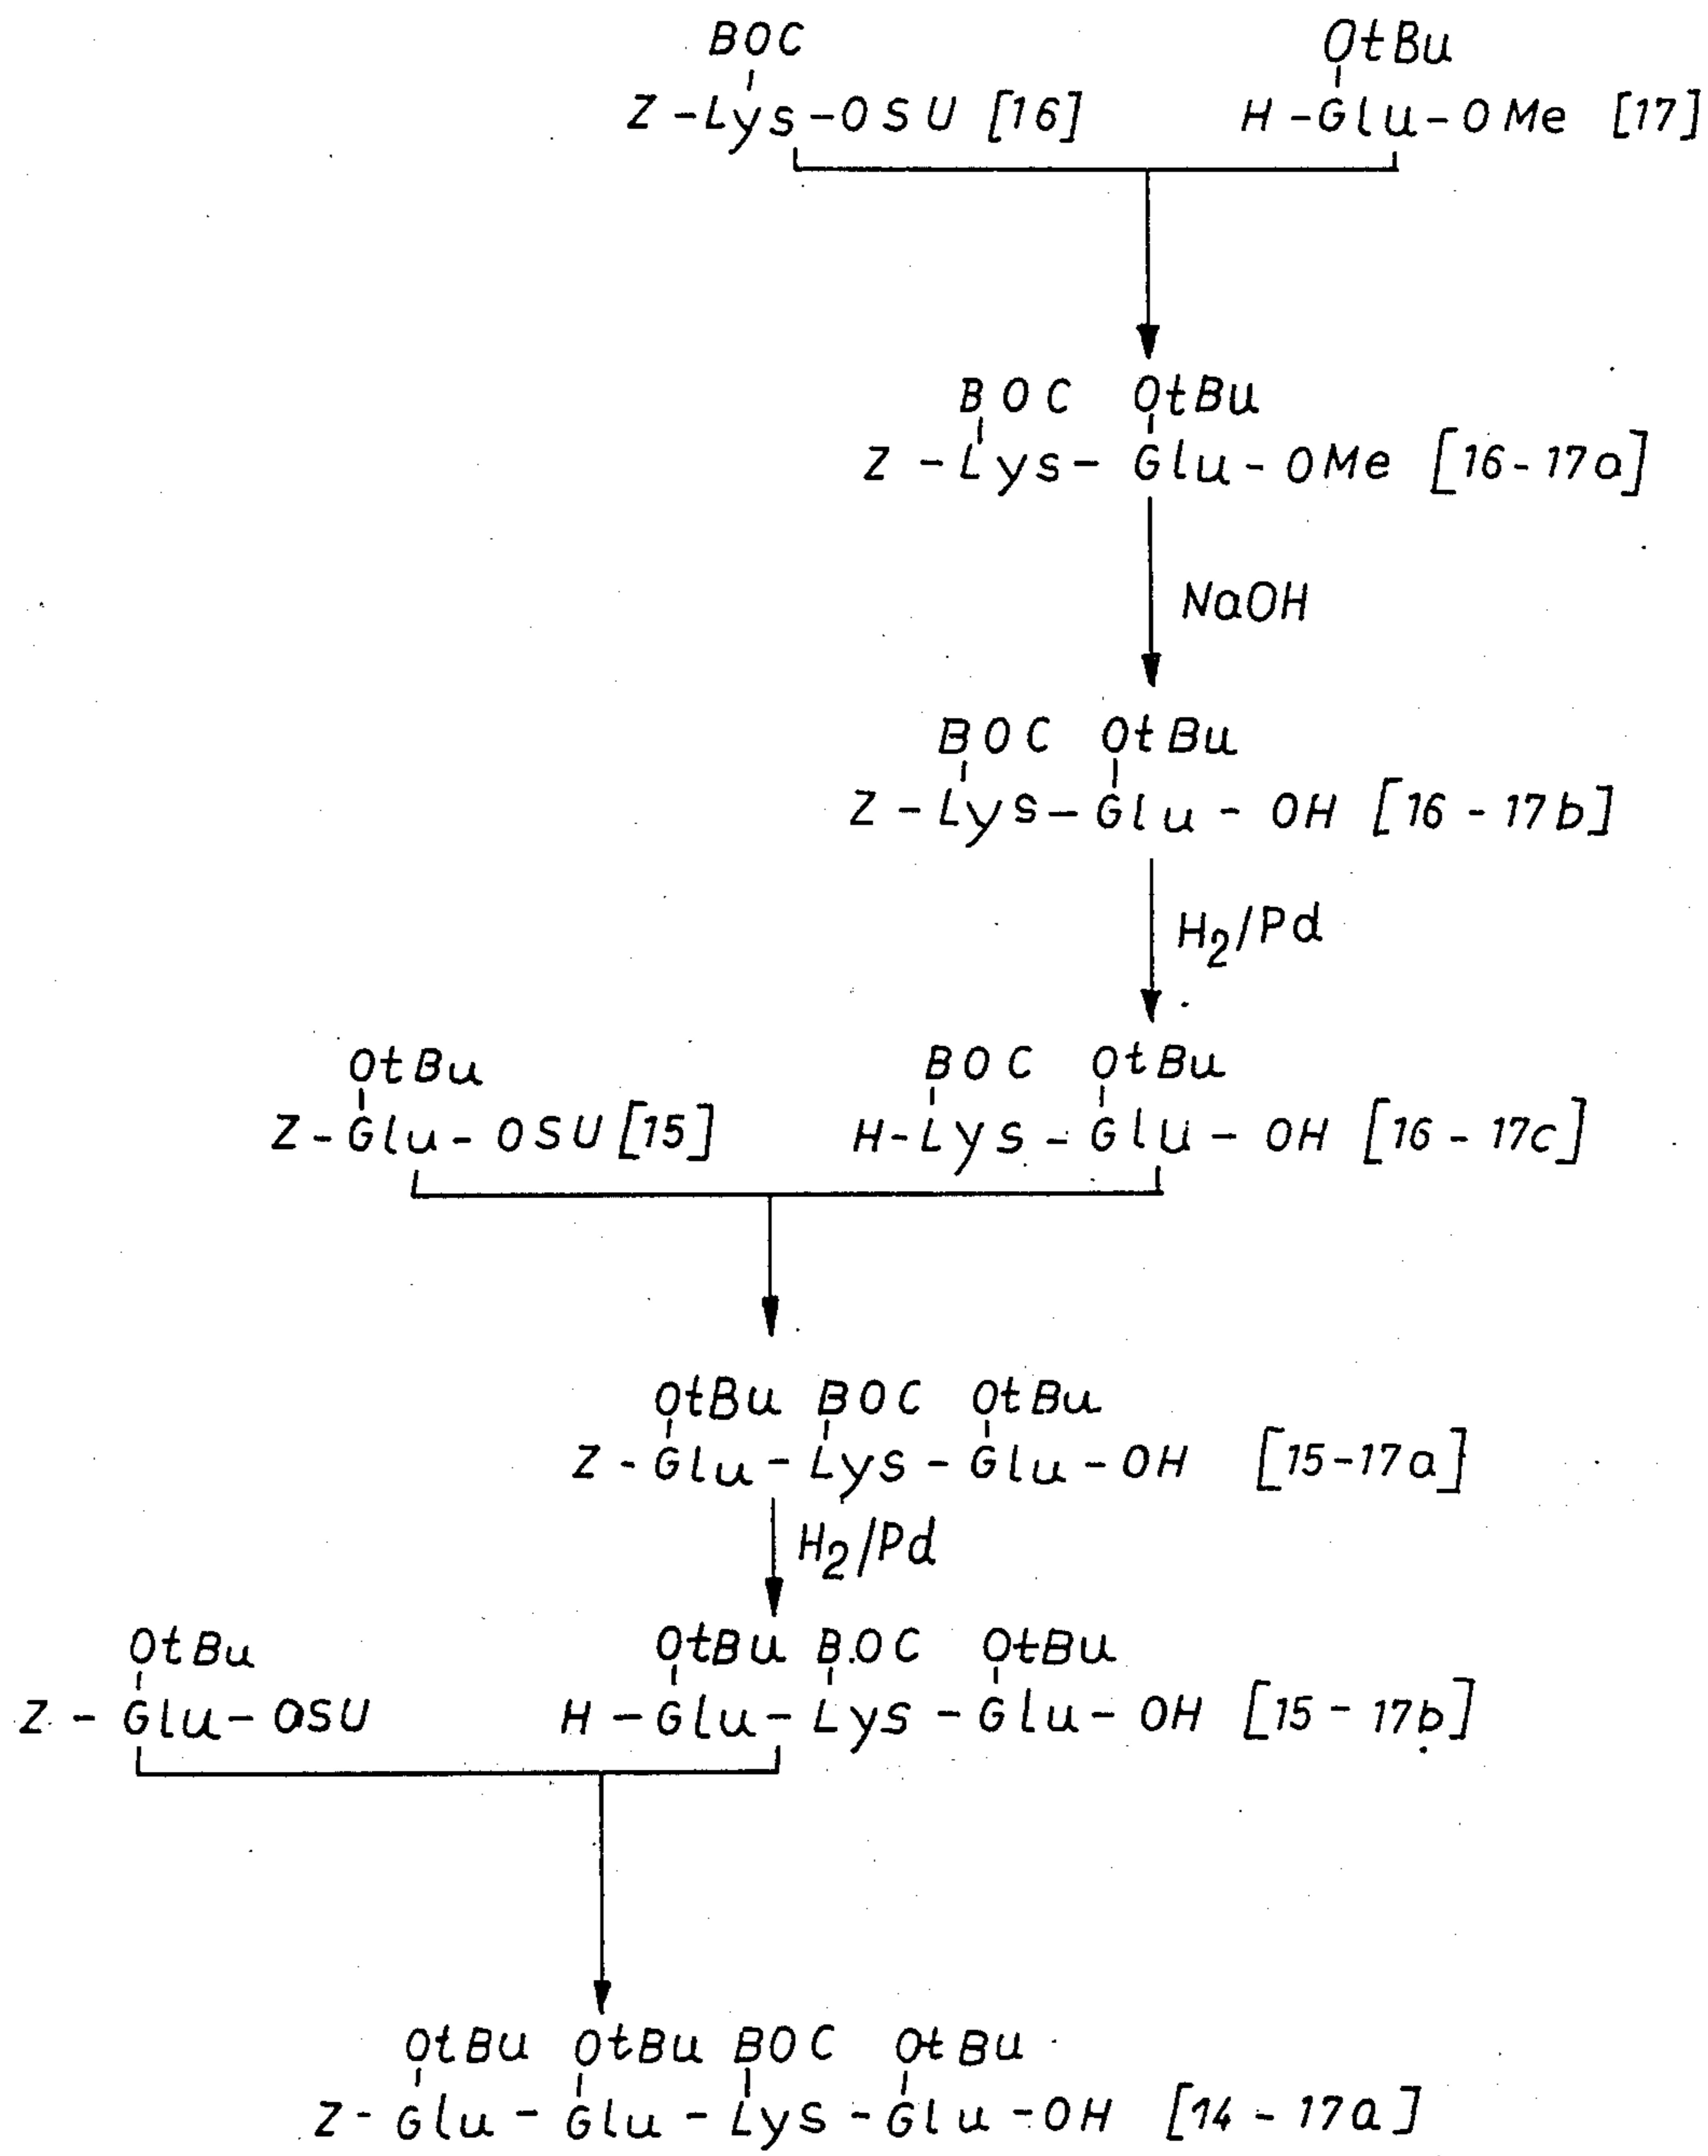 BOC OtBu
Z-Lys-OSU [16] H-Glu-OMe [17]
BOC OtBu
Z-Lys-Glu-OMe [16-17a]
NaOH
BOC OtBu
Z-Lys-Glu-OH [16-17b]
H2/Pd
OtBu BOC OtBu
Z-Glu-OSU [15] H-Lys-Glu-OH [16-17c]
OtBu BOC OtBu
Z-Glu-Lys-Glu-OH [15-17a]
H2/Pd
OtBu OtBu BOC OtBu
Z-Glu-OSU H-Glu-Lys-Glu-OH [15-17b]
OtBu OtBu BOC OtBu
Z-Glu-Glu-Lys-Glu-OH [14-17a]